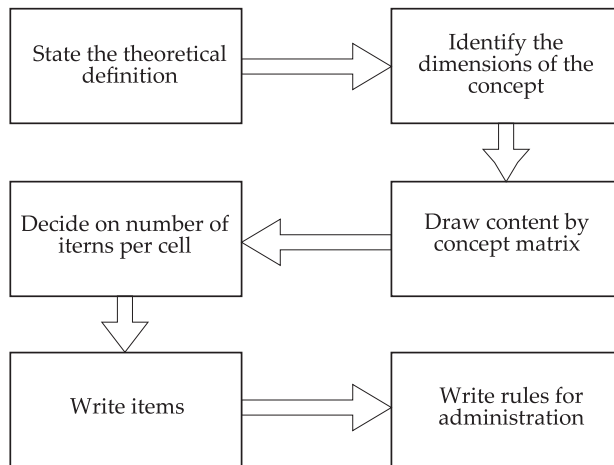 State the theoretical
definition
Identify the
dimensions of the
concept
Draw content by
concept matrix
Decide on number of
iterns per cell
Write items
Write rules for
administration